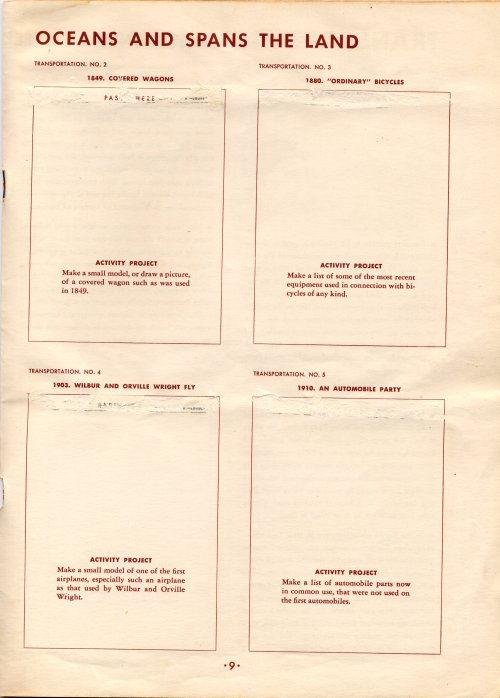 OCEANS AND SPANS THE LAND
TRANSPORTATION. NO. 2
1849. COVERED WAGONS
PAS HERE
ACTIVITY PROJECT
Make a small model, or draw a picture,
of a covered wagon such as was used
in 1849.
TRANSPORTATION. NO. 3
1880. "ORDINARY" BICYCLES
ACTIVITY PROJECT
Make a list of some of the most recent
equipment used in connection with bi-
cycles of any kind.
TRANSPORTATION. NO. 4
1903. WILBUR AND ORVILLE WRIGHT FLY
ACTIVITY PROJECT
Make a small model of one of the first
airplanes, especially such an airplane
as that used by Wilbur and Orville
Wright.
TRANSPORTATION. NO. 5
1910. AN AUTOMOBILE PARTY
ACTIVITY PROJECT
Make a list of automobile parts now
in common use, that were not used on
the first automobiles.
·9·